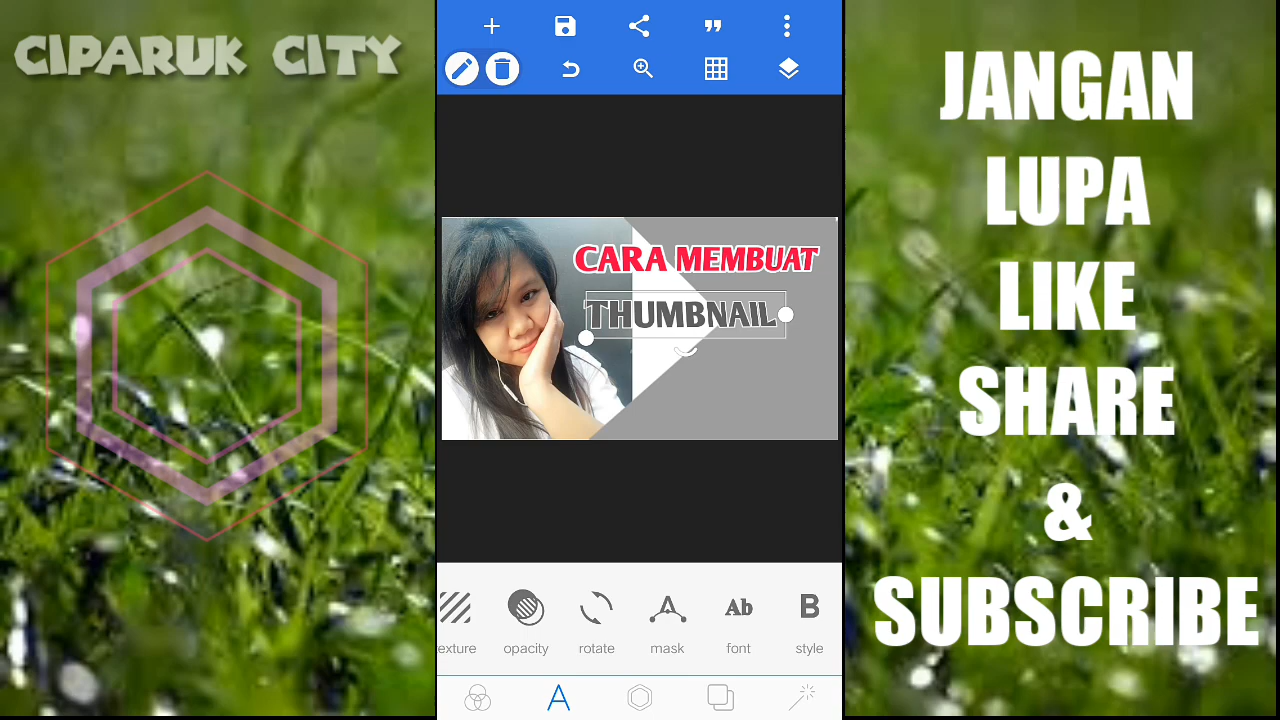 CIPARUK CITY
CARA MEMBUAT
THUMBNAIL
exture
opacity
rotate
mask
Ab
font
B
style
A
JANGAN
LUPA
LIKE
SHARE
&
SUBSCRIBE